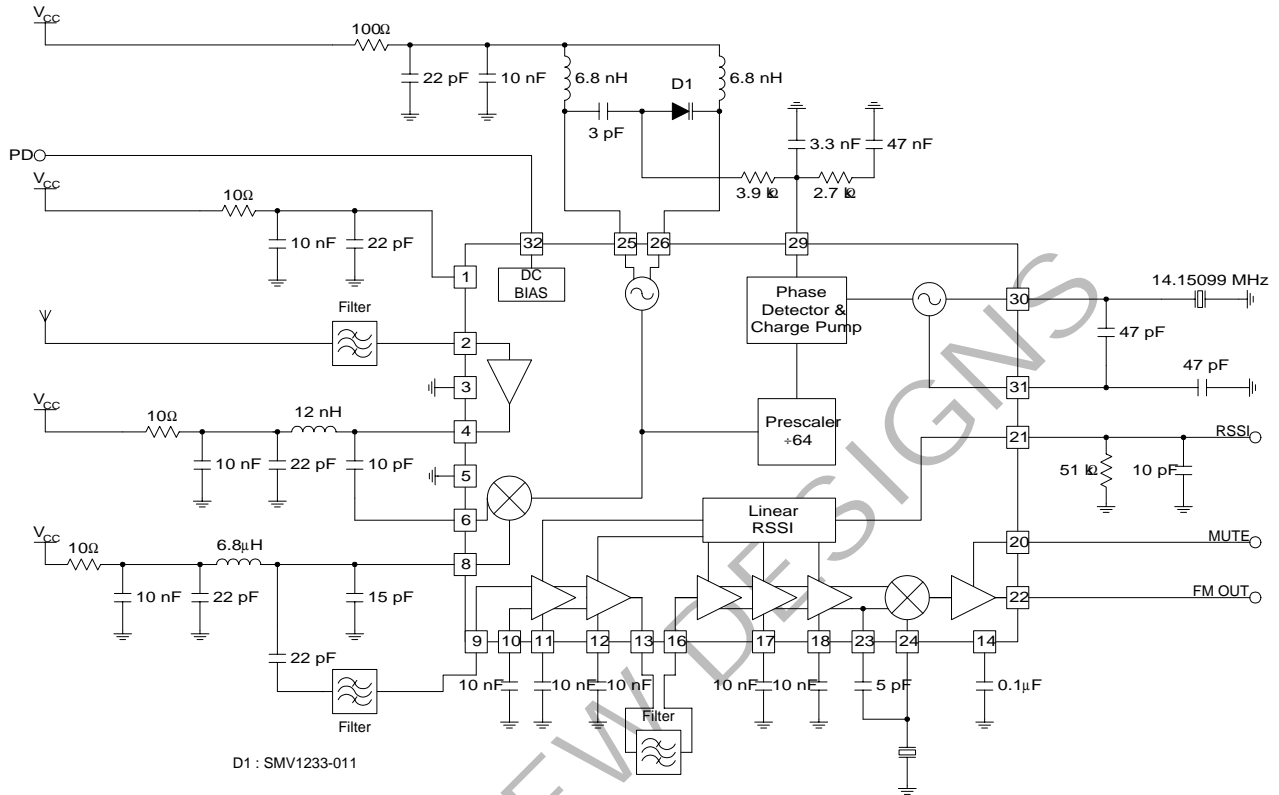 VCC
100Ω
22 pF
10 nF
6.8 nH
6.8 nH
D1
3 pF
3.3 nF
47 nF
3.9 kΩ
2.7 kΩ
PD
VCC
10Ω
10 nF
22 pF
1
32
25
26
29
DC
BIAS
Phase
Detector &
Charge Pump
30
14.15099 MHz
47 pF
31
47 pF
Filter
2
3
VCC
10Ω
12 nH
4
10 nF
22 pF
10 pF
5
6
Prescaler
÷64
21
RSSI
51 kΩ
10 pF
Linear
RSSI
VCC
10Ω
6.8µH
8
10 nF
22 pF
15 pF
20
MUTE
22
FM OUT
9
10
11
12
13
16
17
18
23
24
14
22 pF
Filter
10 nF
10 nF
10 nF
Filter
10 nF
10 nF
5 pF
0.1µF
D1 : SMV1233-011
EW DESIGNS